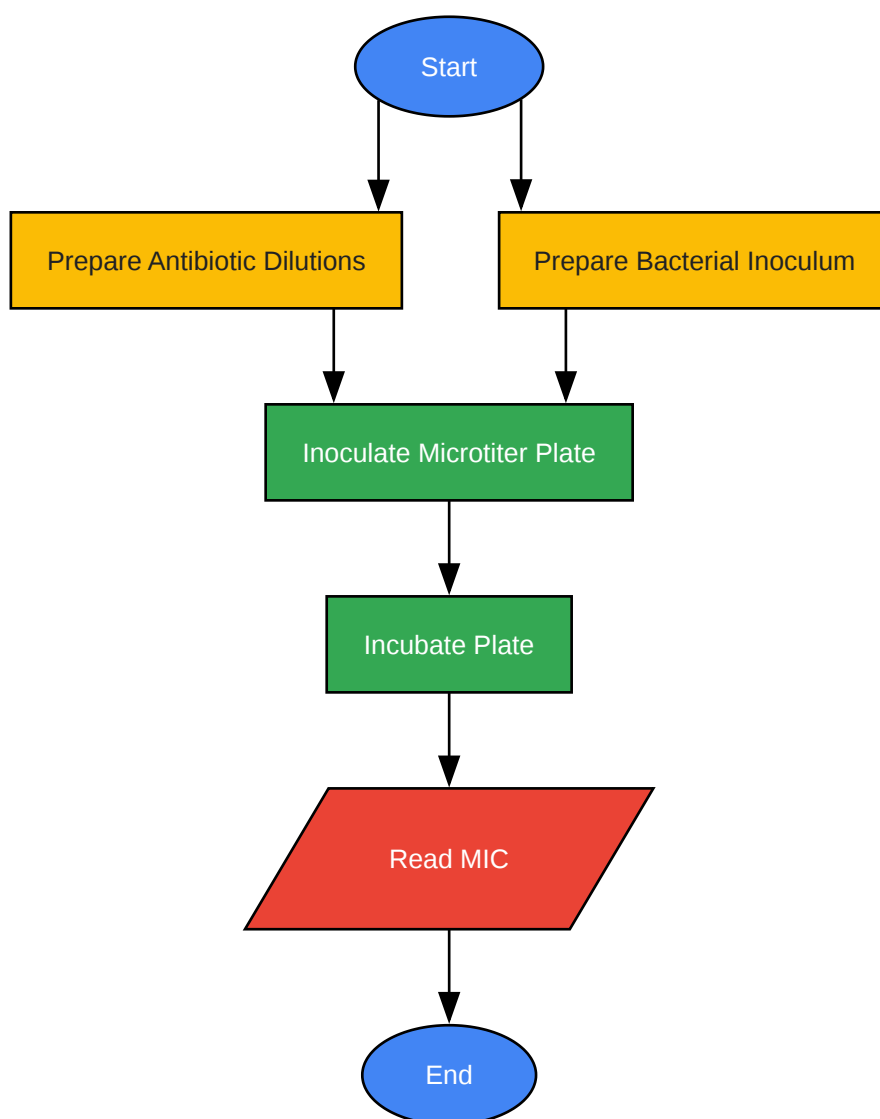 Start
Prepare Antibiotic Dilutions
Prepare Bacterial Inoculum
Inoculate Microtiter Plate
Incubate Plate
Read MIC
End